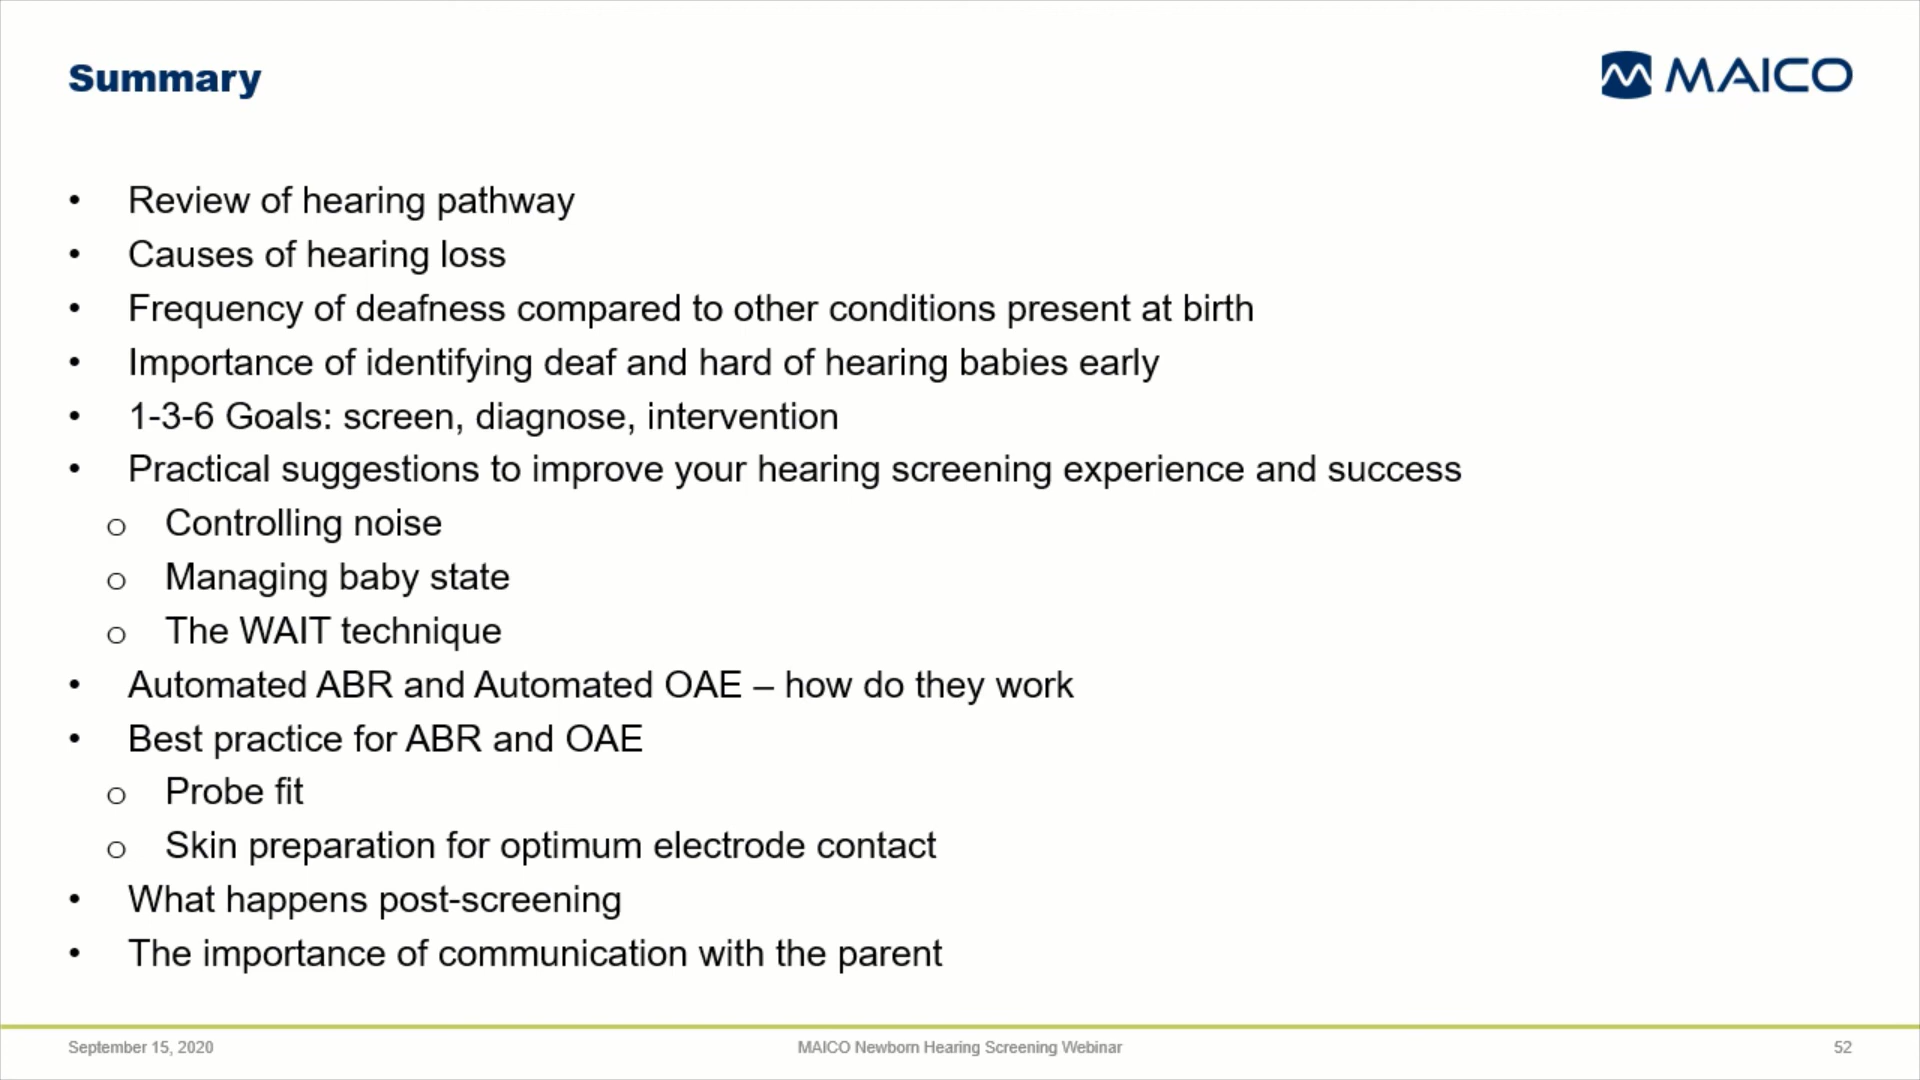 Summary
MAICO
• Review of hearing pathway
• Causes of hearing loss
• Frequency of deafness compared to other conditions present at birth
• Importance of identifying deaf and hard of hearing babies early
• 1-3-6 Goals: screen, diagnose, intervention
• Practical suggestions to improve your hearing screening experience and success
o Controlling noise
o Managing baby state
o The WAIT technique
• Automated ABR and Automated OAE – how do they work
• Best practice for ABR and OAE
o Probe fit
o Skin preparation for optimum electrode contact
• What happens post-screening
• The importance of communication with the parent
September 15, 2020
MAICO Newborn Hearing Screening Webinar
52